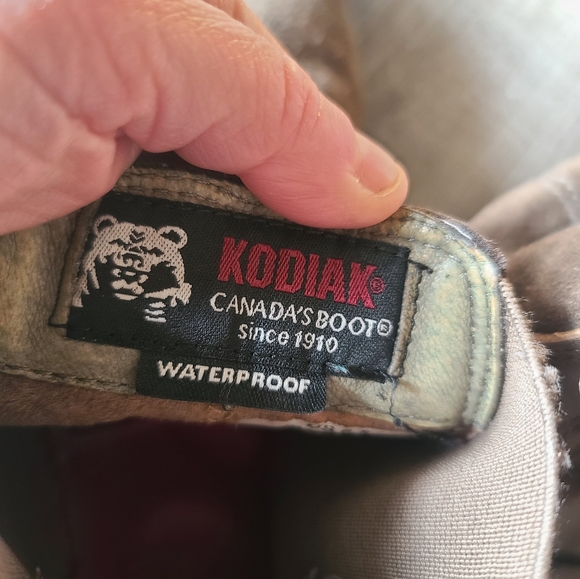 KODIAK®
CANADA'S BOOT®
since 1910
WATERPROOF